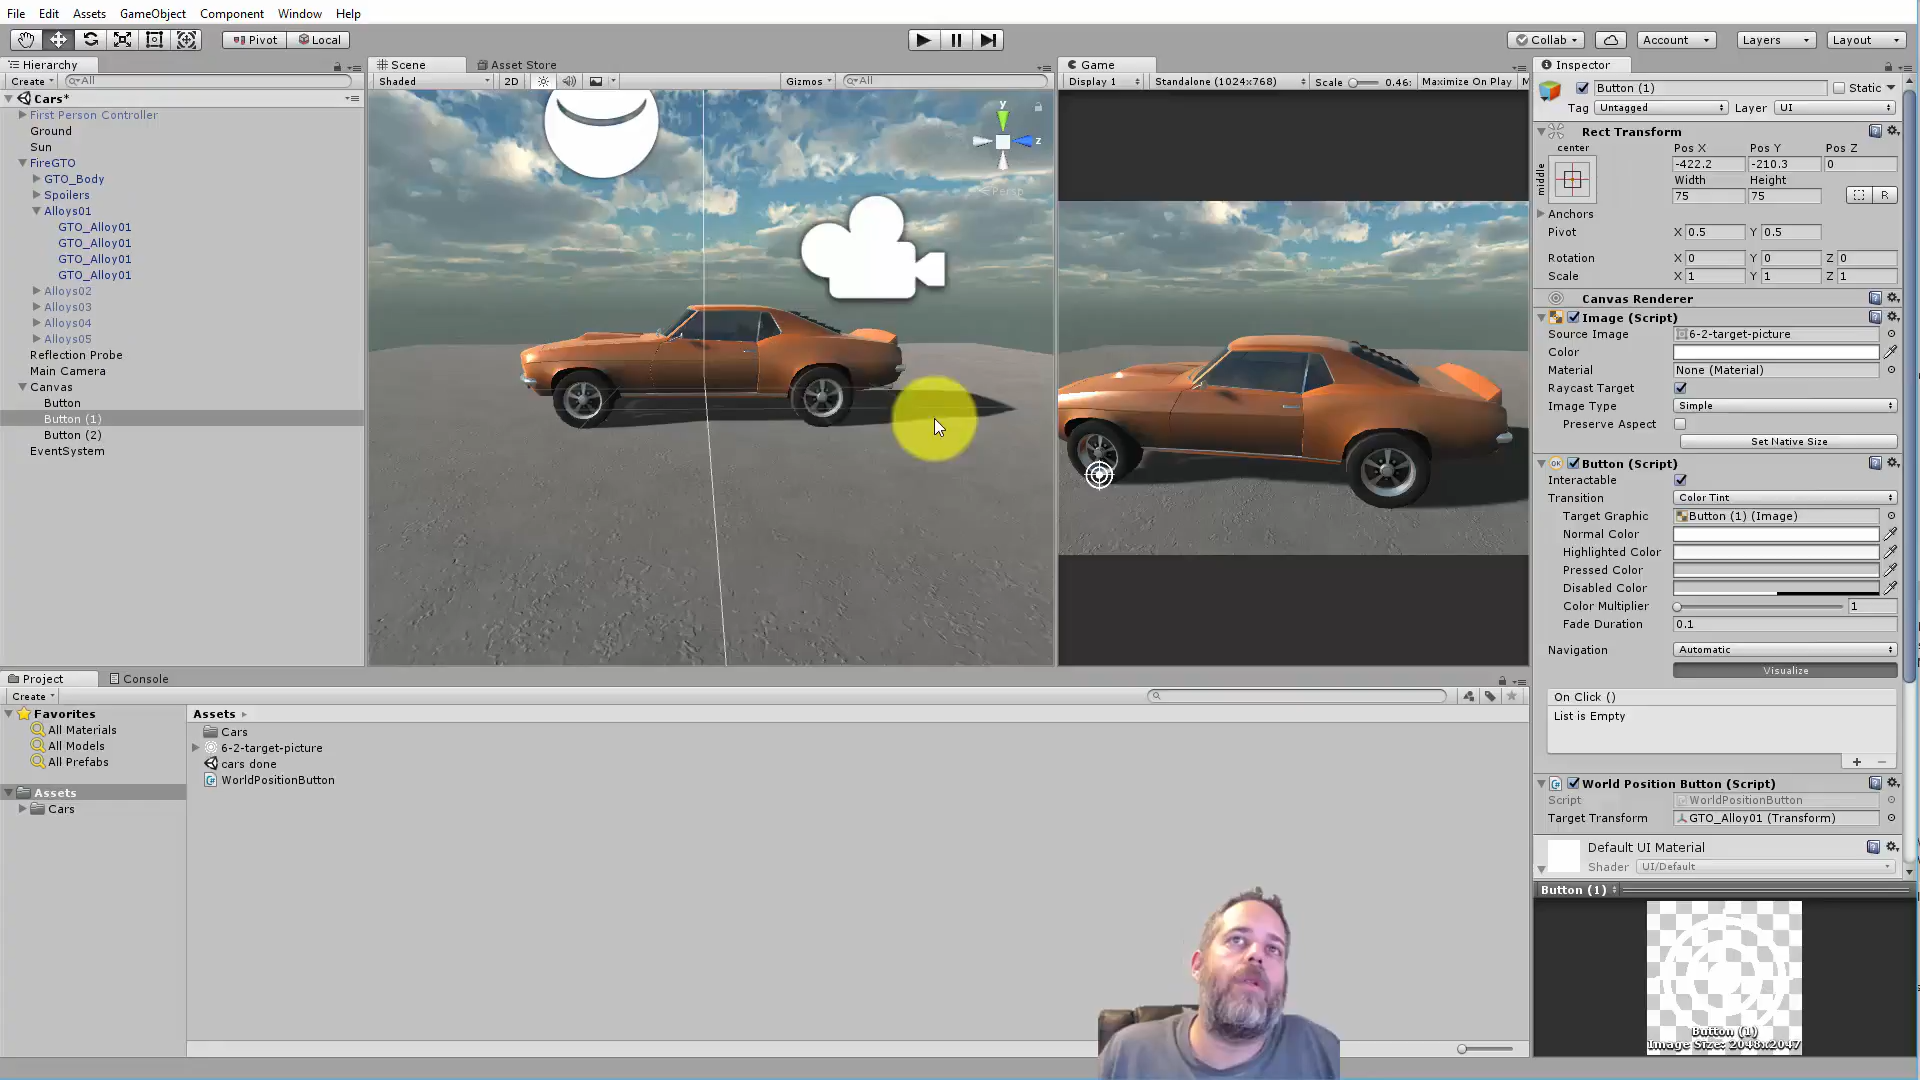 File Edit Assets GameObject Component Window Help
Pivot Local Collab Account Layers Layout
Hierarchy
Create All
Cars*
First Person Controller
Ground
Sun
FireGTO
GTO_Body
Spoilers
Alloys01
GTO_Alloy01
GTO_Alloy01
GTO_Alloy01
GTO_Alloy01
Alloys02
Alloys03
Alloys04
Alloys05
Reflection Probe
Main Camera
Canvas
Button
Button (1)
Button (2)
EventSystem
Scene Asset Store
Shaded 2D Gizmos All
y
z
Persp
Game
Display 1 Standalone (1024x768) Scale 0.46: Maximize On Play M
Inspector
Button (1) Static
Tag Untagged Layer UI
Rect Transform
center Pos X Pos Y Pos Z
middle -422.2 -210.3 0
Width Height
75 75 R
Anchors
Pivot X 0.5 Y 0.5
Rotation X 0 Y 0 Z 0
Scale X 1 Y 1 Z 1
Canvas Renderer
Image (Script)
Source Image 6-2-target-picture
Color
Material None (Material)
Raycast Target
Image Type Simple
Preserve Aspect
Set Native Size
Button (Script)
Interactable
Transition Color Tint
Target Graphic Button (1) (Image)
Normal Color
Highlighted Color
Pressed Color
Disabled Color
Color Multiplier 1
Fade Duration 0.1
Navigation Automatic
Visualize
On Click ()
List is Empty
World Position Button (Script)
Script WorldPositionButton
Target Transform GTO_Alloy01 (Transform)
Default UI Material
Shader UI/Default
Button (1)
Button (1)
Image Size: 2048x2047
Project Console
Create
Favorites
All Materials
All Models
All Prefabs
Assets
Cars
Assets
Cars
6-2-target-picture
cars done
WorldPositionButton